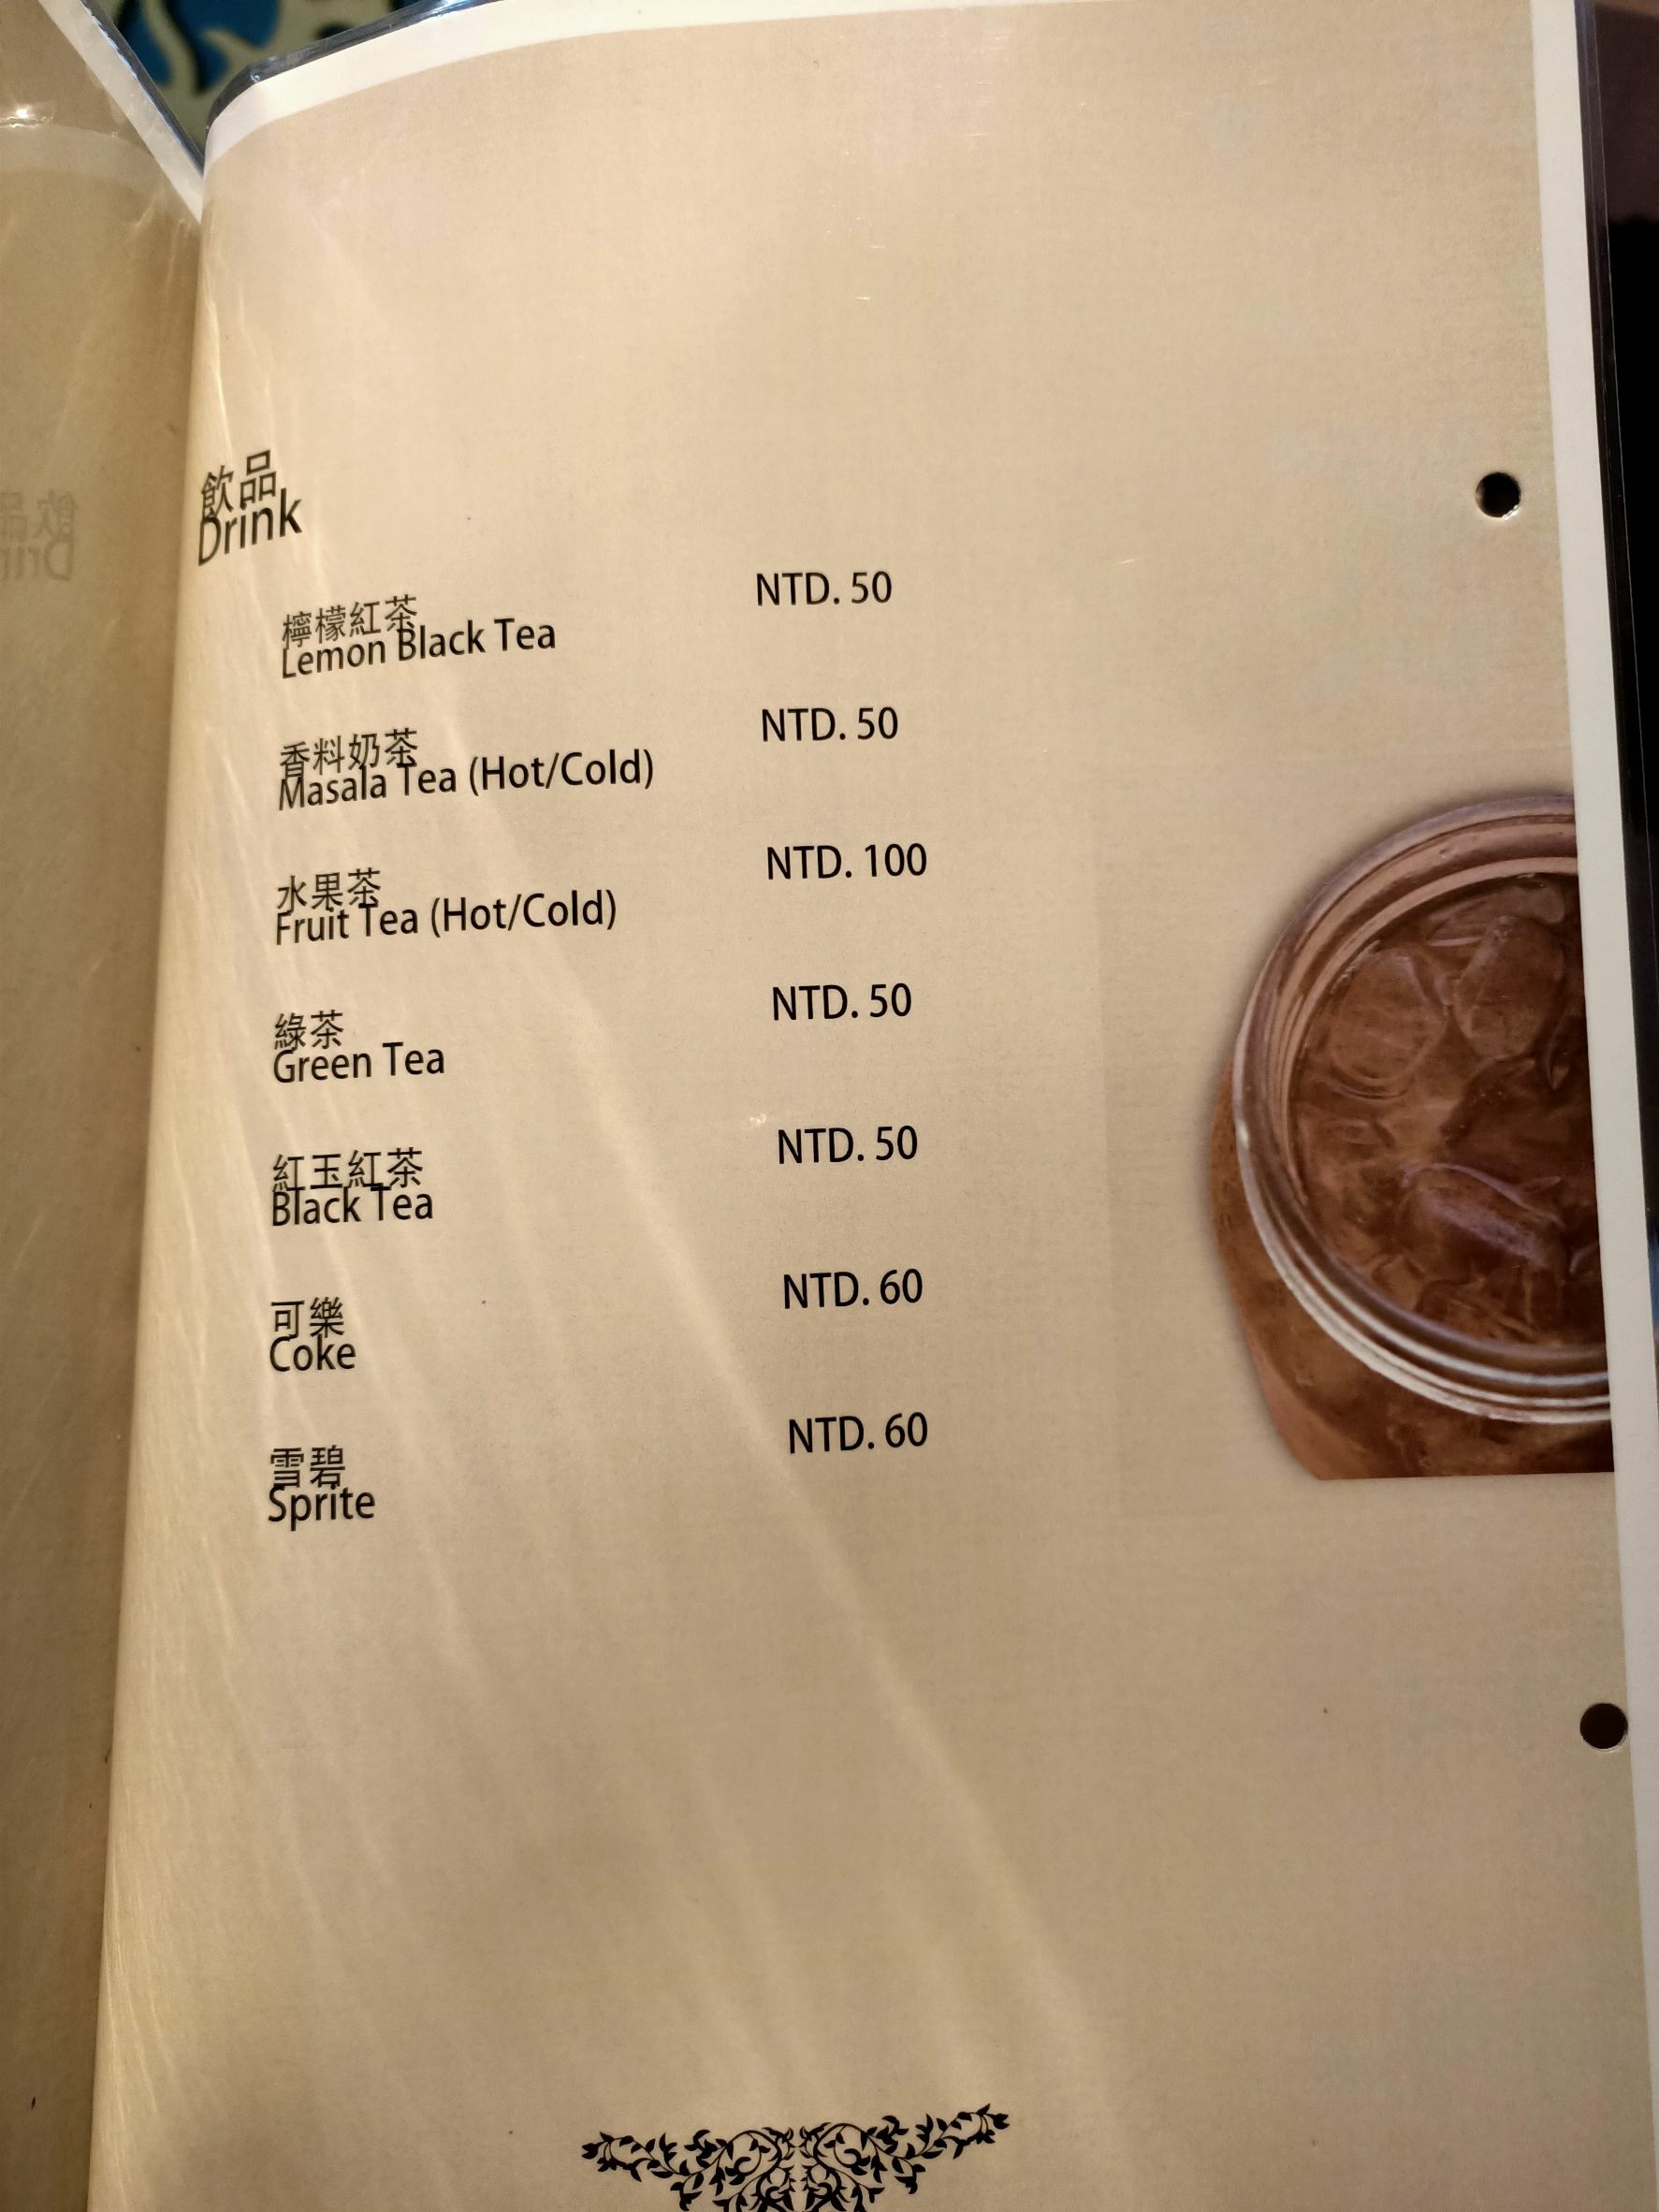 飲品
Drink
檸檬紅茶
Lemon Black Tea
NTD. 50
香料奶茶
Masala Tea (Hot/Cold)
NTD. 50
水果茶
Fruit Tea (Hot/Cold)
NTD. 100
綠茶
Green Tea
NTD. 50
紅玉紅茶
Black Tea
NTD. 50
可樂
Coke
NTD. 60
雪碧
Sprite
NTD. 60